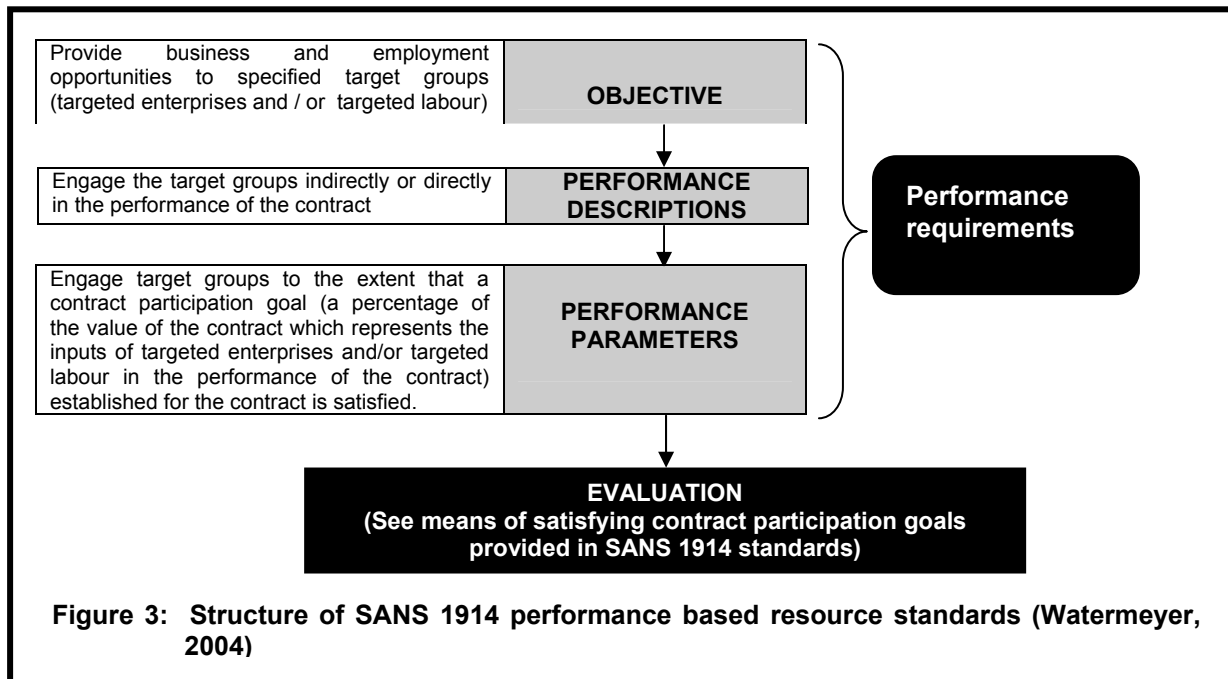 Provide business and employment
opportunities to specified target groups
(targeted enterprises and / or targeted labour)
OBJECTIVE
Engage the target groups indirectly or directly
in the performance of the contract
PERFORMANCE
DESCRIPTIONS
Performance
requirements
Engage target groups to the extent that a
contract participation goal (a percentage of
the value of the contract which represents the
inputs of targeted enterprises and/or targeted
labour in the performance of the contract)
established for the contract is satisfied.
PERFORMANCE
PARAMETERS
EVALUATION
(See means of satisfying contract participation goals
provided in SANS 1914 standards)
Figure 3: Structure of SANS 1914 performance based resource standards (Watermeyer,
2004)